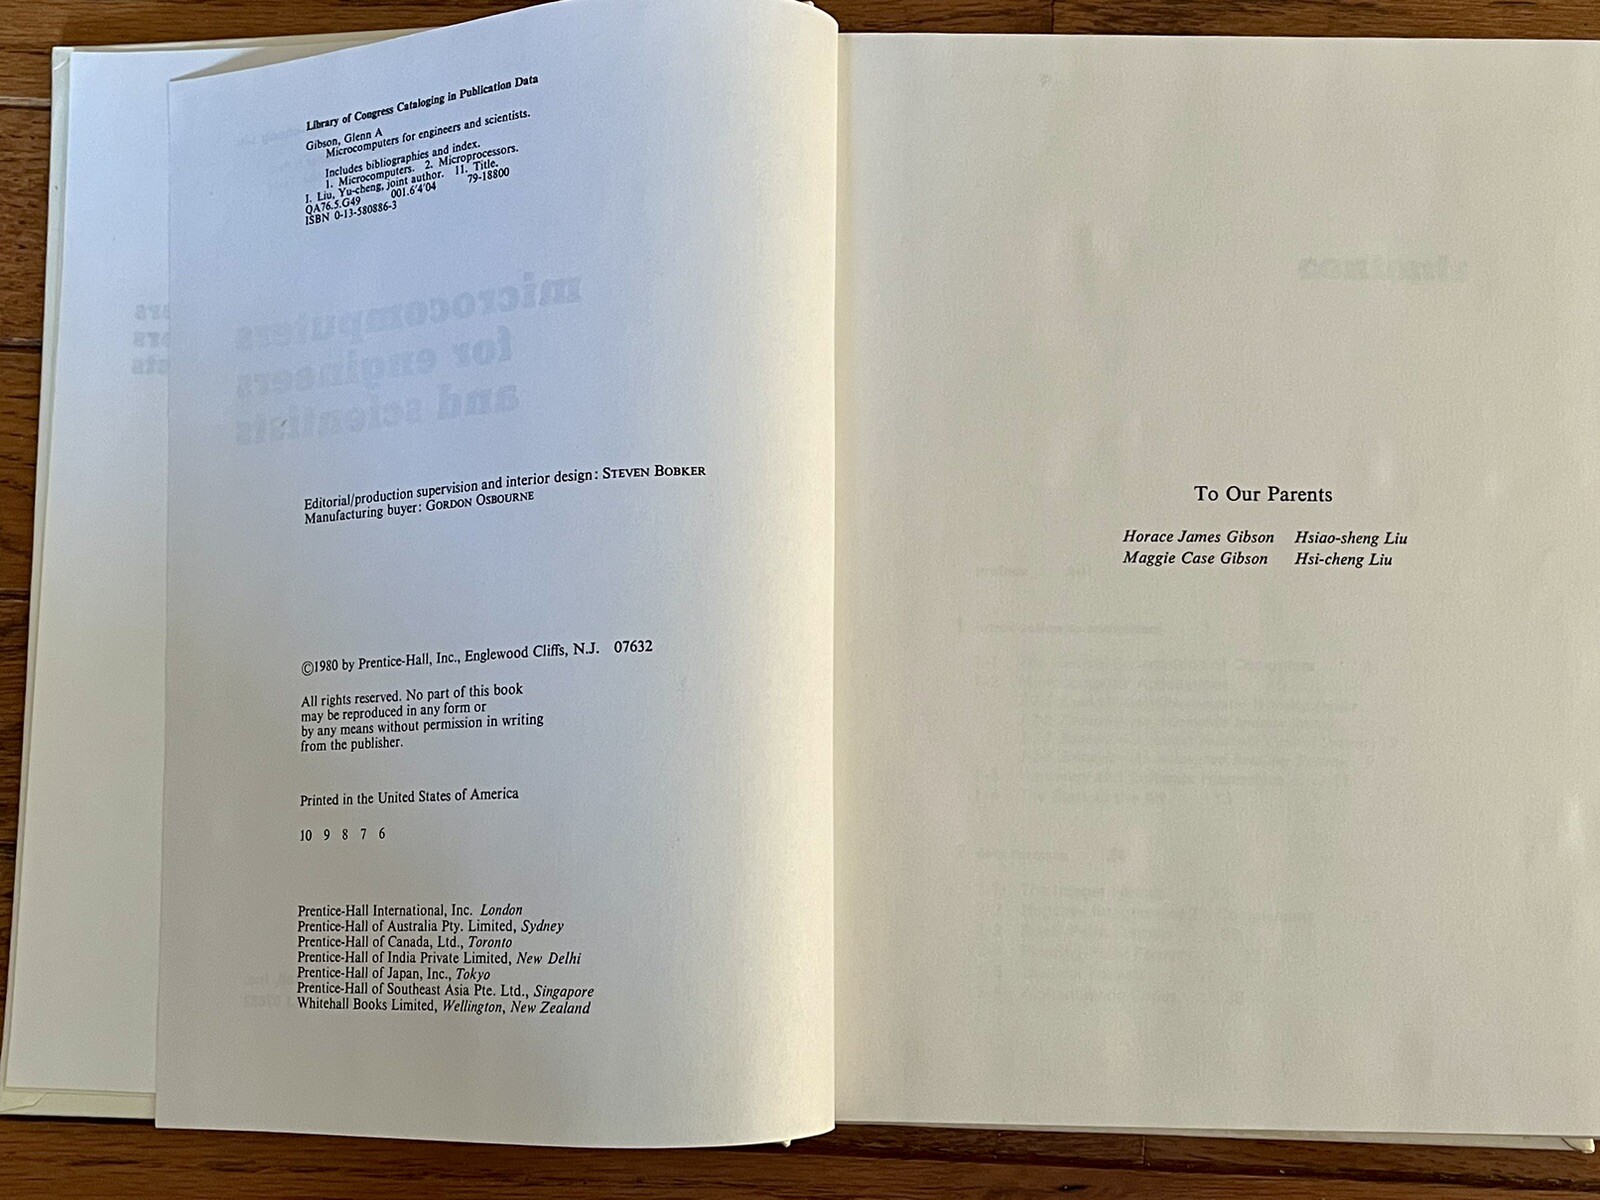 Library of Congress Cataloging in Publication Data
Gibson, Glenn A
Microcomputers for engineers and scientists.
Includes bibliographies and index.
1. Microcomputers. 2. Microprocessors.
I. Liu, Yu-cheng, joint author. 11. Title.
QA76.5.G49 001.6'4'04 79-18800
ISBN 0-13-580886-3
microcomputers
for engineers
and scientists
Editorial/production supervision and interior design: STEVEN BOBKER
Manufacturing buyer: GORDON OSBOURNE
©1980 by Prentice-Hall, Inc., Englewood Cliffs, N.J. 07632
All rights reserved. No part of this book
may be reproduced in any form or
by any means without permission in writing
from the publisher.
Printed in the United States of America
10 9 8 7 6
Prentice-Hall International, Inc. London
Prentice-Hall of Australia Pty. Limited, Sydney
Prentice-Hall of Canada, Ltd., Toronto
Prentice-Hall of India Private Limited, New Delhi
Prentice-Hall of Japan, Inc., Tokyo
Prentice-Hall of Southeast Asia Pte. Ltd., Singapore
Whitehall Books Limited, Wellington, New Zealand
To Our Parents
Horace James Gibson Hsiao-sheng Liu
Maggie Case Gibson Hsi-cheng Liu